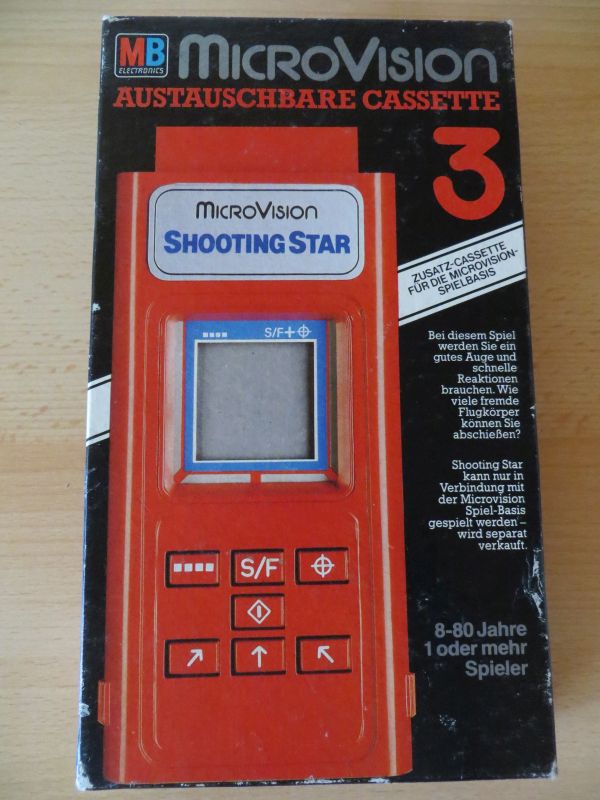 MB
ELECTRONICS
MICROVISION
AUSTAUSCHBARE CASSETTE
3
MICROVISION
SHOOTING STAR
ZUSATZ-CASSETTE
FÜR DIE MICROVISION-
SPIELBASIS
S/F+
Bei diesem Spiel
werden Sie ein
gutes Auge und
schnelle
Reaktionen
brauchen. Wie
viele fremde
Flugkörper
können Sie
abschießen?
Shooting Star
kann nur in
Verbindung mit
der Microvision
Spiel-Basis
gespielt werden –
wird separat
verkauft.
S/F
8-80 Jahre
1 oder mehr
Spieler